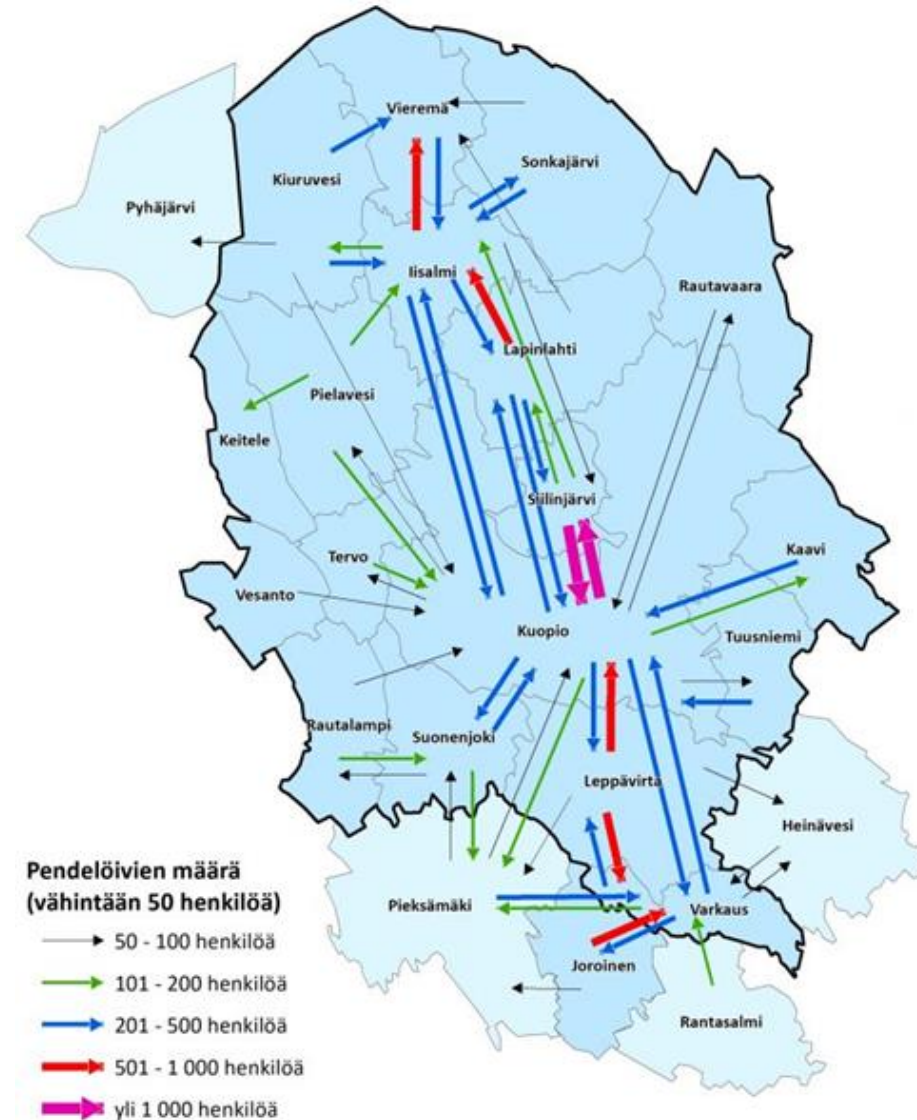 Vieremä
Sonkajärvi
Kiuruvesi
Pyhäjärvi
Iisalmi
Rautavaara
Lapinlahti
Pielavesi
Keitele
Siilinjärvi
Tervo
Kaavi
Vesanto
Kuopio
Tuusniemi
Rautalampi
Suonenjoki
Leppävirta
Heinävesi
Pieksämäki
Varkaus
Joroinen
Rantasalmi
Pendelöivien määrä
(vähintään 50 henkilöä)
50 - 100 henkilöä
101 - 200 henkilöä
201 - 500 henkilöä
501 - 1 000 henkilöä
yli 1 000 henkilöä